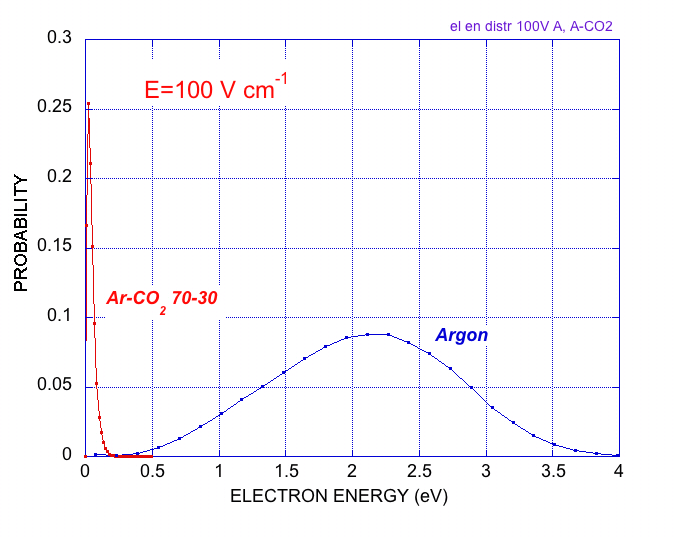 el en distr 100V A, A-CO2
0.3
E=100 V cm-1
0.25
0.2
PROBABILITY
0.15
Ar-CO2 70-30
0.1
Argon
0.05
0
0 0.5 1 1.5 2 2.5 3 3.5 4
ELECTRON ENERGY (eV)